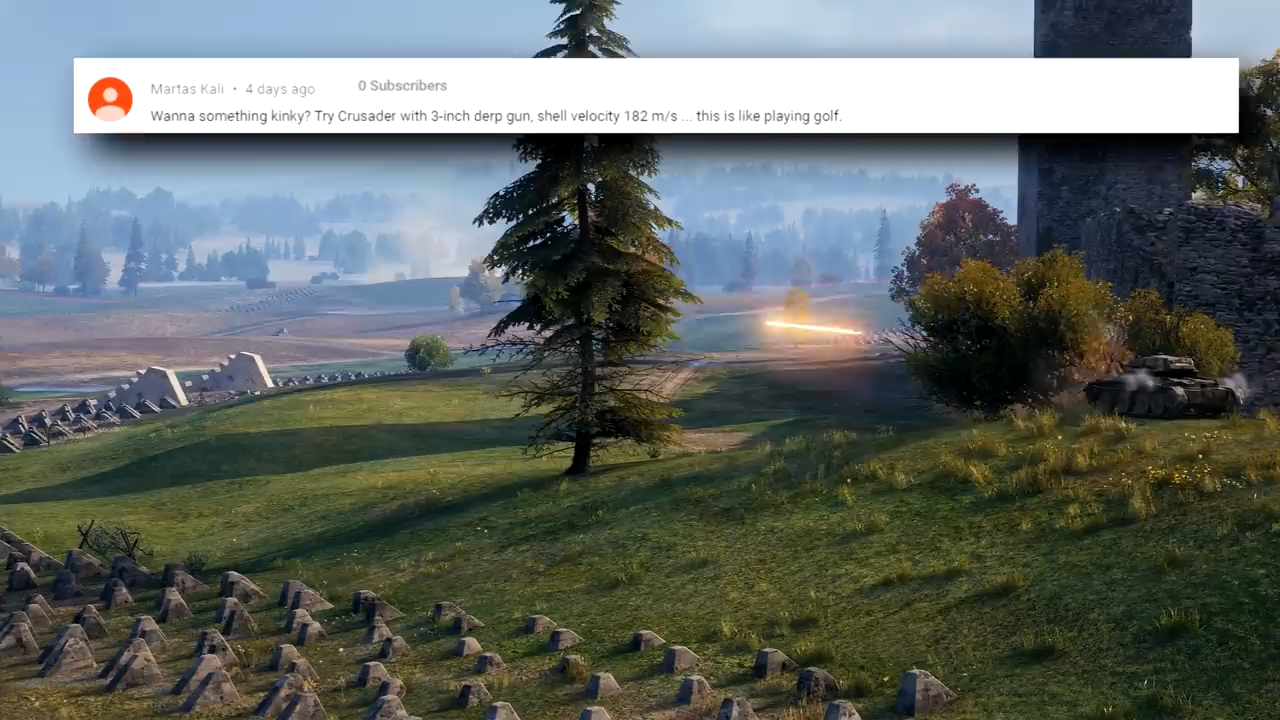 Martas Kali • 4 days ago 0 Subscribers
Wanna something kinky? Try Crusader with 3-inch derp gun, shell velocity 182 m/s ... this is like playing golf.